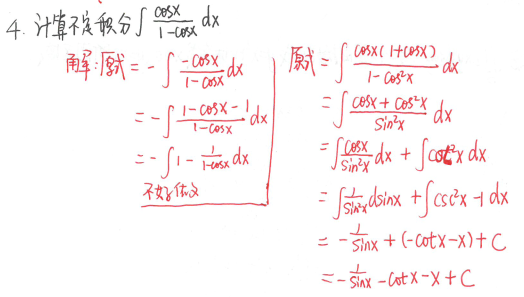 4. 计算不定积分 ∫ cosx/(1-cosx) dx
解:原式 = -∫ -cosx/(1-cosx) dx
= -∫ (1-cosx-1)/(1-cosx) dx
= -∫ 1 - 1/(1-cosx) dx
不好做
原式 = ∫ cosx(1+cosx)/(1-cos²x) dx
= ∫ (cosx+cos²x)/sin²x dx
= ∫ cosx/sin²x dx + ∫ cot²x dx
= ∫ 1/sin²x dsinx + ∫ csc²x -1 dx
= -1/sinx + (-cotx-x) + C
= -1/sinx - cotx - x + C